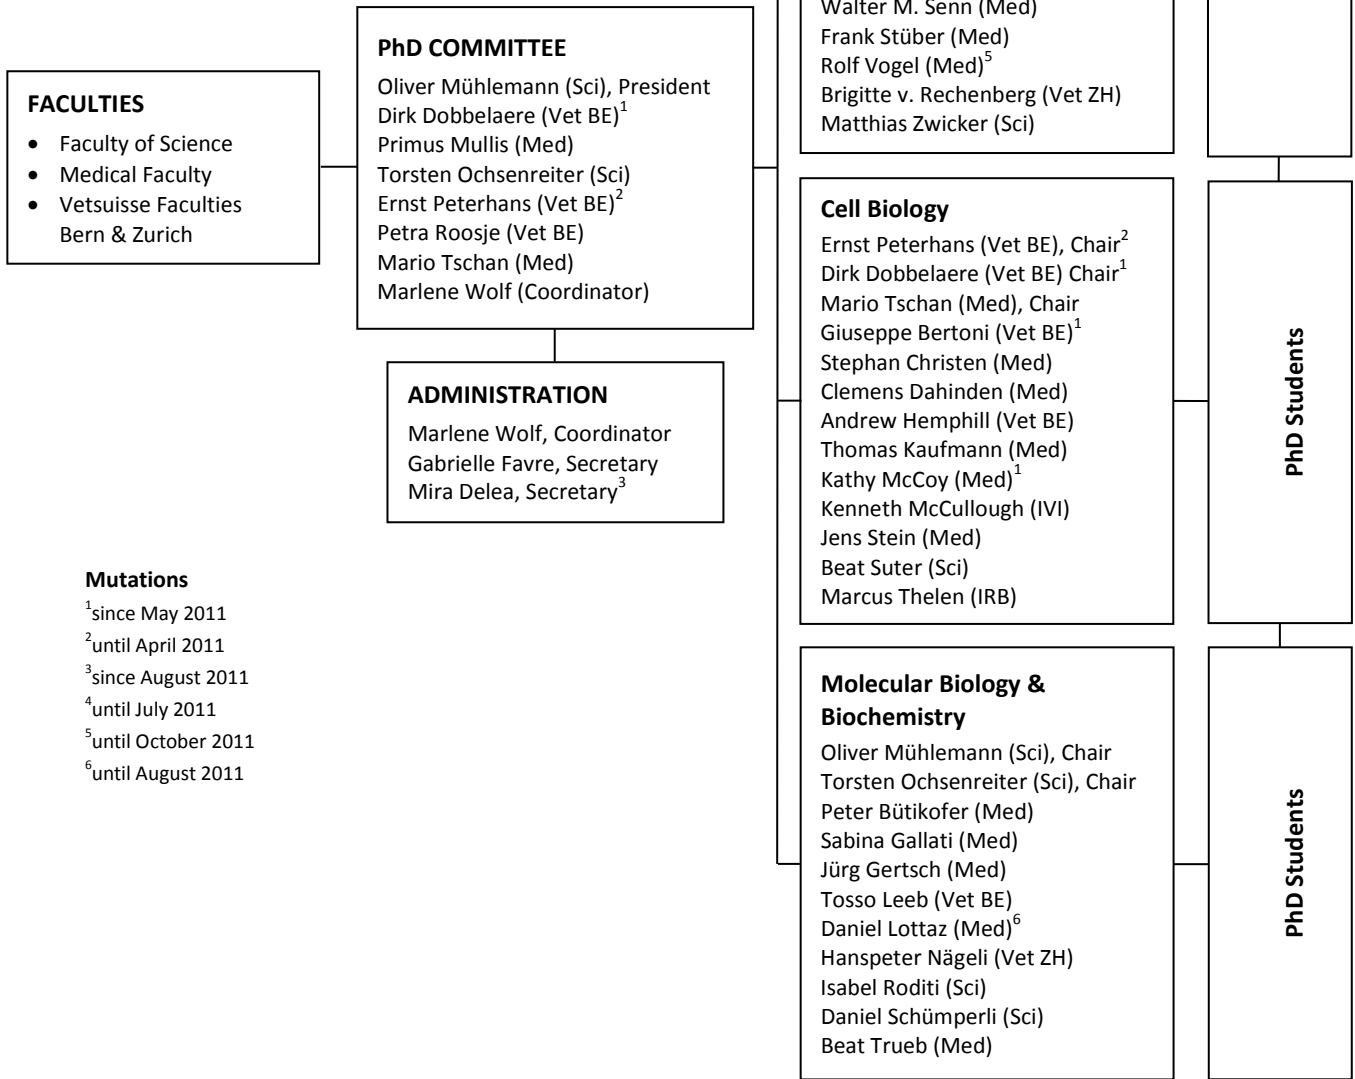 FACULTIES
• Faculty of Science
• Medical Faculty
• Vetsuisse Faculties
Bern & Zurich
PhD COMMITTEE
Oliver Mühlemann (Sci), President
Dirk Dobbelaere (Vet BE)¹
Primus Mullis (Med)
Torsten Ochsenreiter (Sci)
Ernst Peterhans (Vet BE)²
Petra Roosje (Vet BE)
Mario Tschan (Med)
Marlene Wolf (Coordinator)
ADMINISTRATION
Marlene Wolf, Coordinator
Gabrielle Favre, Secretary
Mira Delea, Secretary³
Mutations
¹since May 2011
²until April 2011
³since August 2011
⁴until July 2011
⁵until October 2011
⁶until August 2011
Walter M. Senn (Med)
Frank Stüber (Med)
Rolf Vogel (Med)⁵
Brigitte v. Rechenberg (Vet ZH)
Matthias Zwicker (Sci)
Cell Biology
Ernst Peterhans (Vet BE), Chair²
Dirk Dobbelaere (Vet BE) Chair¹
Mario Tschan (Med), Chair
Giuseppe Bertoni (Vet BE)¹
Stephan Christen (Med)
Clemens Dahinden (Med)
Andrew Hemphill (Vet BE)
Thomas Kaufmann (Med)
Kathy McCoy (Med)¹
Kenneth McCullough (IVI)
Jens Stein (Med)
Beat Suter (Sci)
Marcus Thelen (IRB)
PhD Students
Molecular Biology &
Biochemistry
Oliver Mühlemann (Sci), Chair
Torsten Ochsenreiter (Sci), Chair
Peter Bütikofer (Med)
Sabina Gallati (Med)
Jürg Gertsch (Med)
Tosso Leeb (Vet BE)
Daniel Lottaz (Med)⁶
Hanspeter Nägeli (Vet ZH)
Isabel Roditi (Sci)
Daniel Schümperli (Sci)
Beat Trueb (Med)
PhD Students